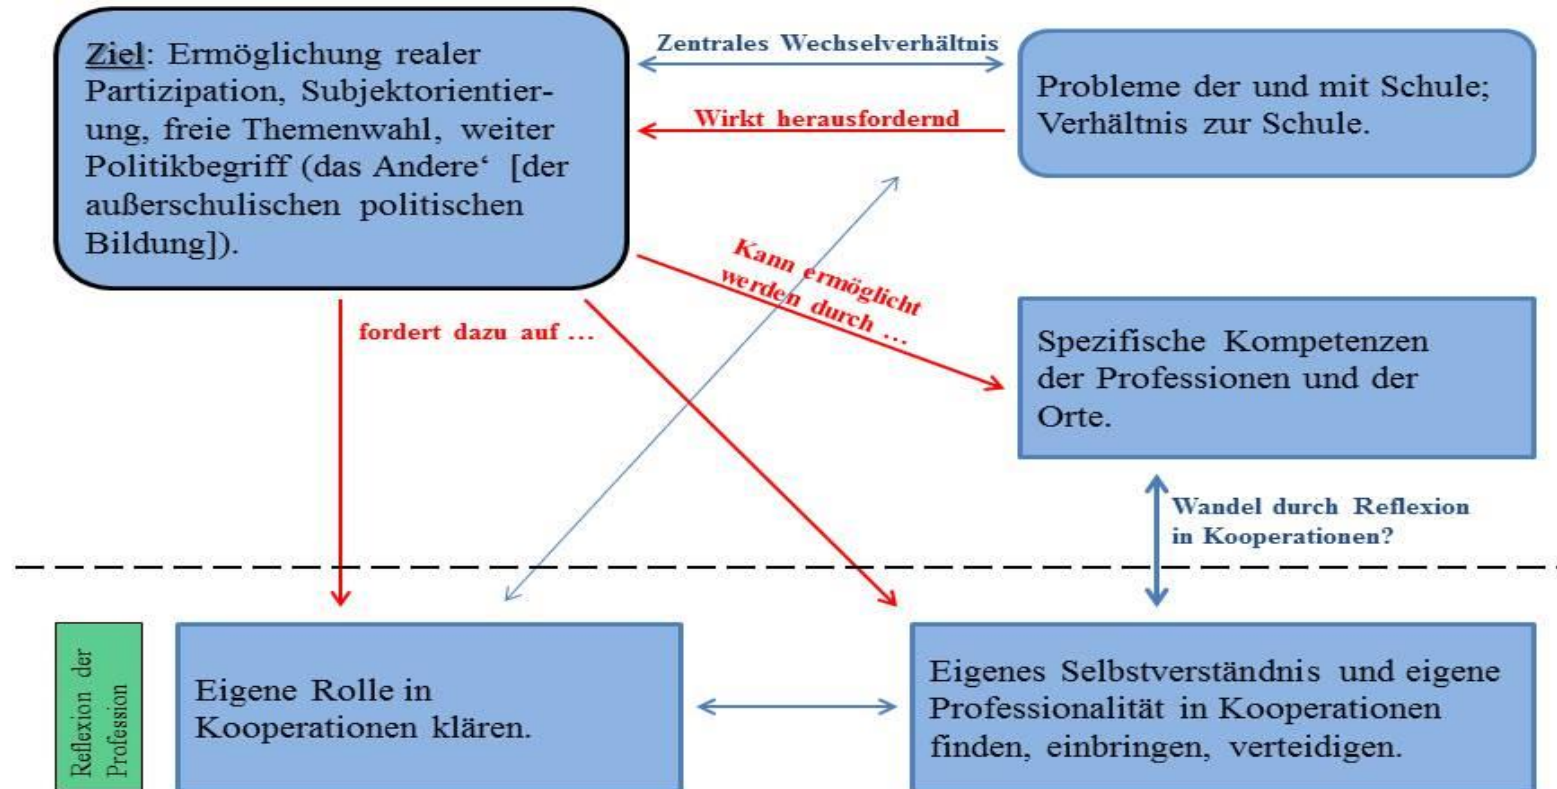 Ziel: Ermöglichung realer
Partizipation, Subjektorientier-
ung, freie Themenwahl, weiter
Politikbegriff (das Andere‘ [der
außerschulischen politischen
Bildung]).
Zentrales Wechselverhältnis
Wirkt herausfordernd
Probleme der und mit Schule;
Verhältnis zur Schule.
Kann ermöglicht
werden durch ...
fordert dazu auf ...
Spezifische Kompetenzen
der Professionen und der
Orte.
Wandel durch Reflexion
in Kooperationen?
Reflexion der
Profession
Eigene Rolle in
Kooperationen klären.
Eigenes Selbstverständnis und eigene
Professionalität in Kooperationen
finden, einbringen, verteidigen.